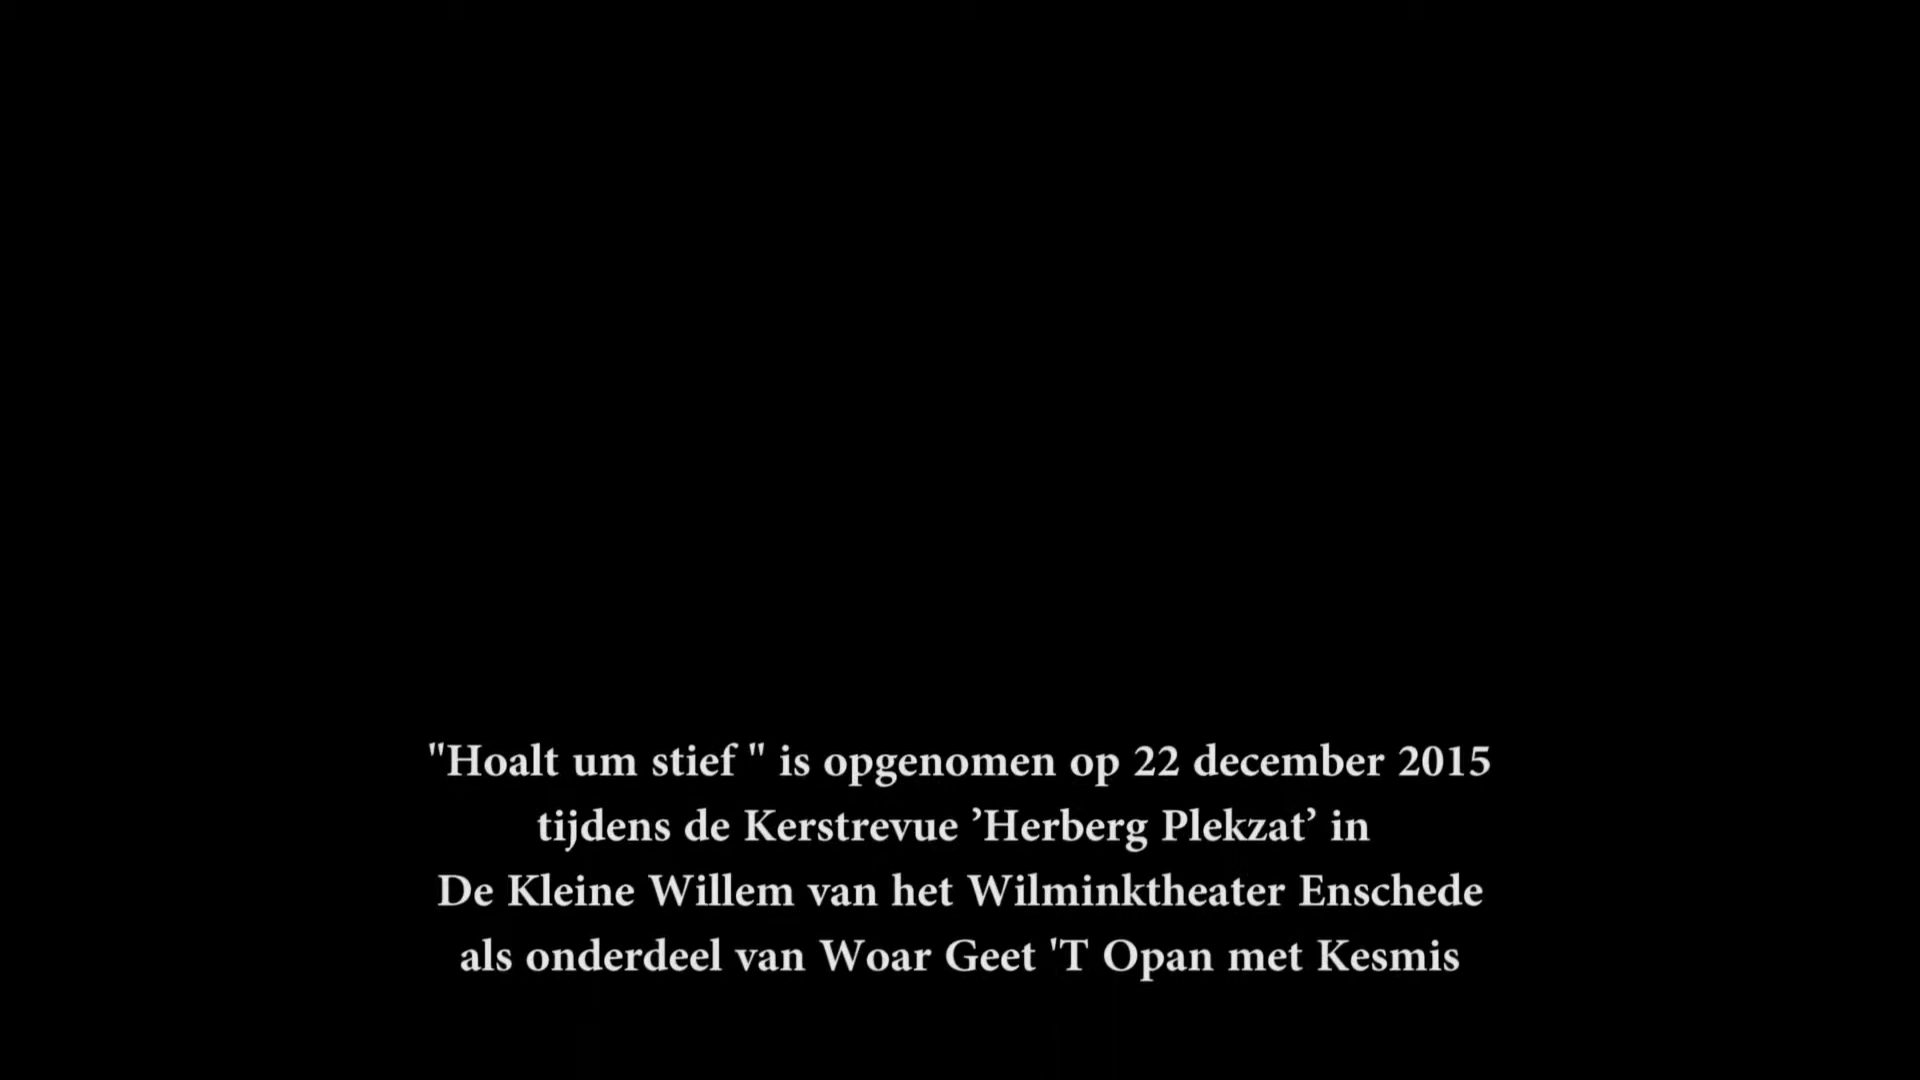 "Hoalt um stief " is opgenomen op 22 december 2015
tijdens de Kerstrevue ’Herberg Plekzat’ in
De Kleine Willem van het Wilminktheater Enschede
als onderdeel van Woar Geet 'T Opan met Kesmis